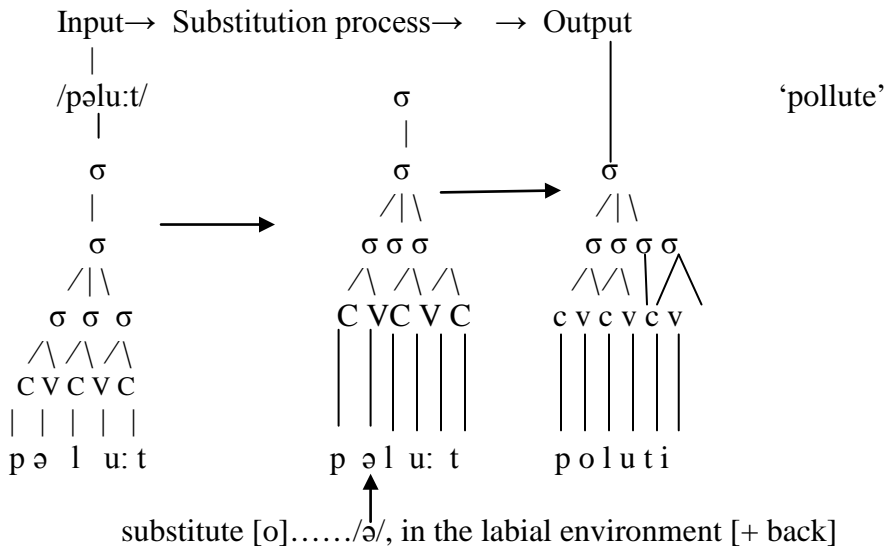 Input→ Substitution process→ → Output
/pəlu:t/ σ ‘pollute’
σ σ σ
σ σ σ σ σ σ σ σ
σ σ σ C V C V C c v c v c v
C V C V C
p ə l u: t p ə l u: t p o l u t i
substitute [o]……/ə/, in the labial environment [+ back]